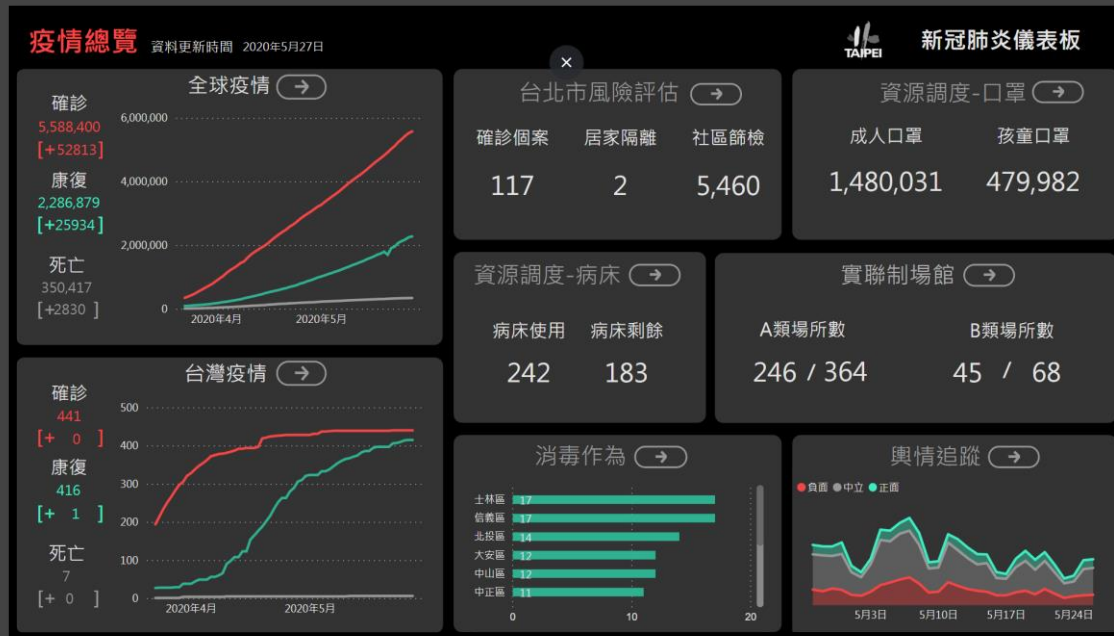 疫情總覽 資料更新時間 2020年5月27日
TAIPEI 新冠肺炎儀表板
全球疫情
確診
5,588,400
[+52813]
康復
2,286,879
[+25934]
死亡
350,417
[+2830 ]
6,000,000
4,000,000
2,000,000
0
2020年4月 2020年5月
台灣疫情
確診
441
[+ 0 ]
康復
416
[+ 1 ]
死亡
7
[+ 0 ]
500
400
300
200
100
0
2020年4月 2020年5月
台北市風險評估
確診個案 居家隔離 社區篩檢
117 2 5,460
資源調度-口罩
成人口罩 孩童口罩
1,480,031 479,982
資源調度-病床
病床使用 病床剩餘
242 183
實聯制場館
A類場所數 B類場所數
246 / 364 45 / 68
消毒作為
士林區 17
信義區 17
北投區 14
大安區 12
中山區 12
中正區 11
0 10 20
輿情追蹤
負面 中立 正面
5月3日 5月10日 5月17日 5月24日